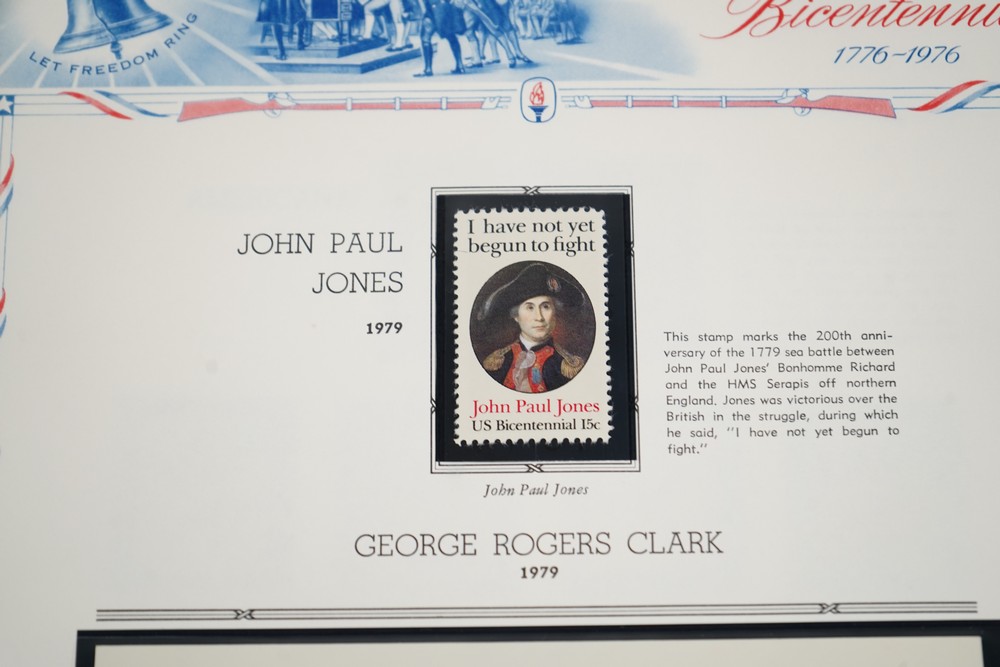 LET FREEDOM RING
1776-1976
JOHN PAUL
JONES
1979
I have not yet
begun to fight
John Paul Jones
US Bicentennial 15c
John Paul Jones
This stamp marks the 200th anni-
versary of the 1779 sea battle between
John Paul Jones' Bonhomme Richard
and the HMS Serapis off northern
England. Jones was victorious over the
British in the struggle, during which
he said, "I have not yet begun to
fight."
GEORGE ROGERS CLARK
1979